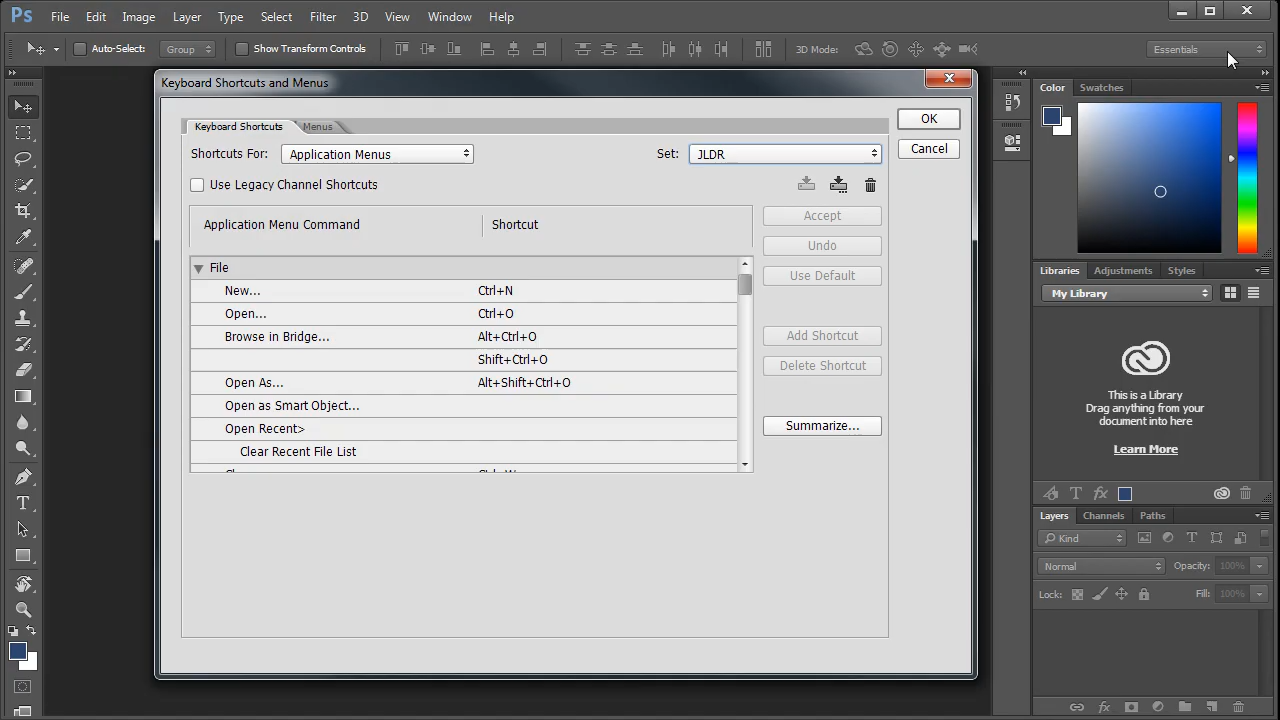 Ps File Edit Image Layer Type Select Filter 3D View Window Help
Auto-Select: Group Show Transform Controls 3D Mode: Essentials
Keyboard Shortcuts and Menus
Keyboard Shortcuts Menus
Shortcuts For: Application Menus Set: JLDR
Use Legacy Channel Shortcuts
Application Menu Command Shortcut
File
New... Ctrl+N
Open... Ctrl+O
Browse in Bridge... Alt+Ctrl+O
Shift+Ctrl+O
Open As... Alt+Shift+Ctrl+O
Open as Smart Object...
Open Recent>
Clear Recent File List
OK
Cancel
Accept
Undo
Use Default
Add Shortcut
Delete Shortcut
Summarize...
Color Swatches
Libraries Adjustments Styles
My Library
This is a Library
Drag anything from your
document into here
Learn More
T fx
Layers Channels Paths
Kind T
Normal Opacity: 100%
Lock: Fill: 100%
fx